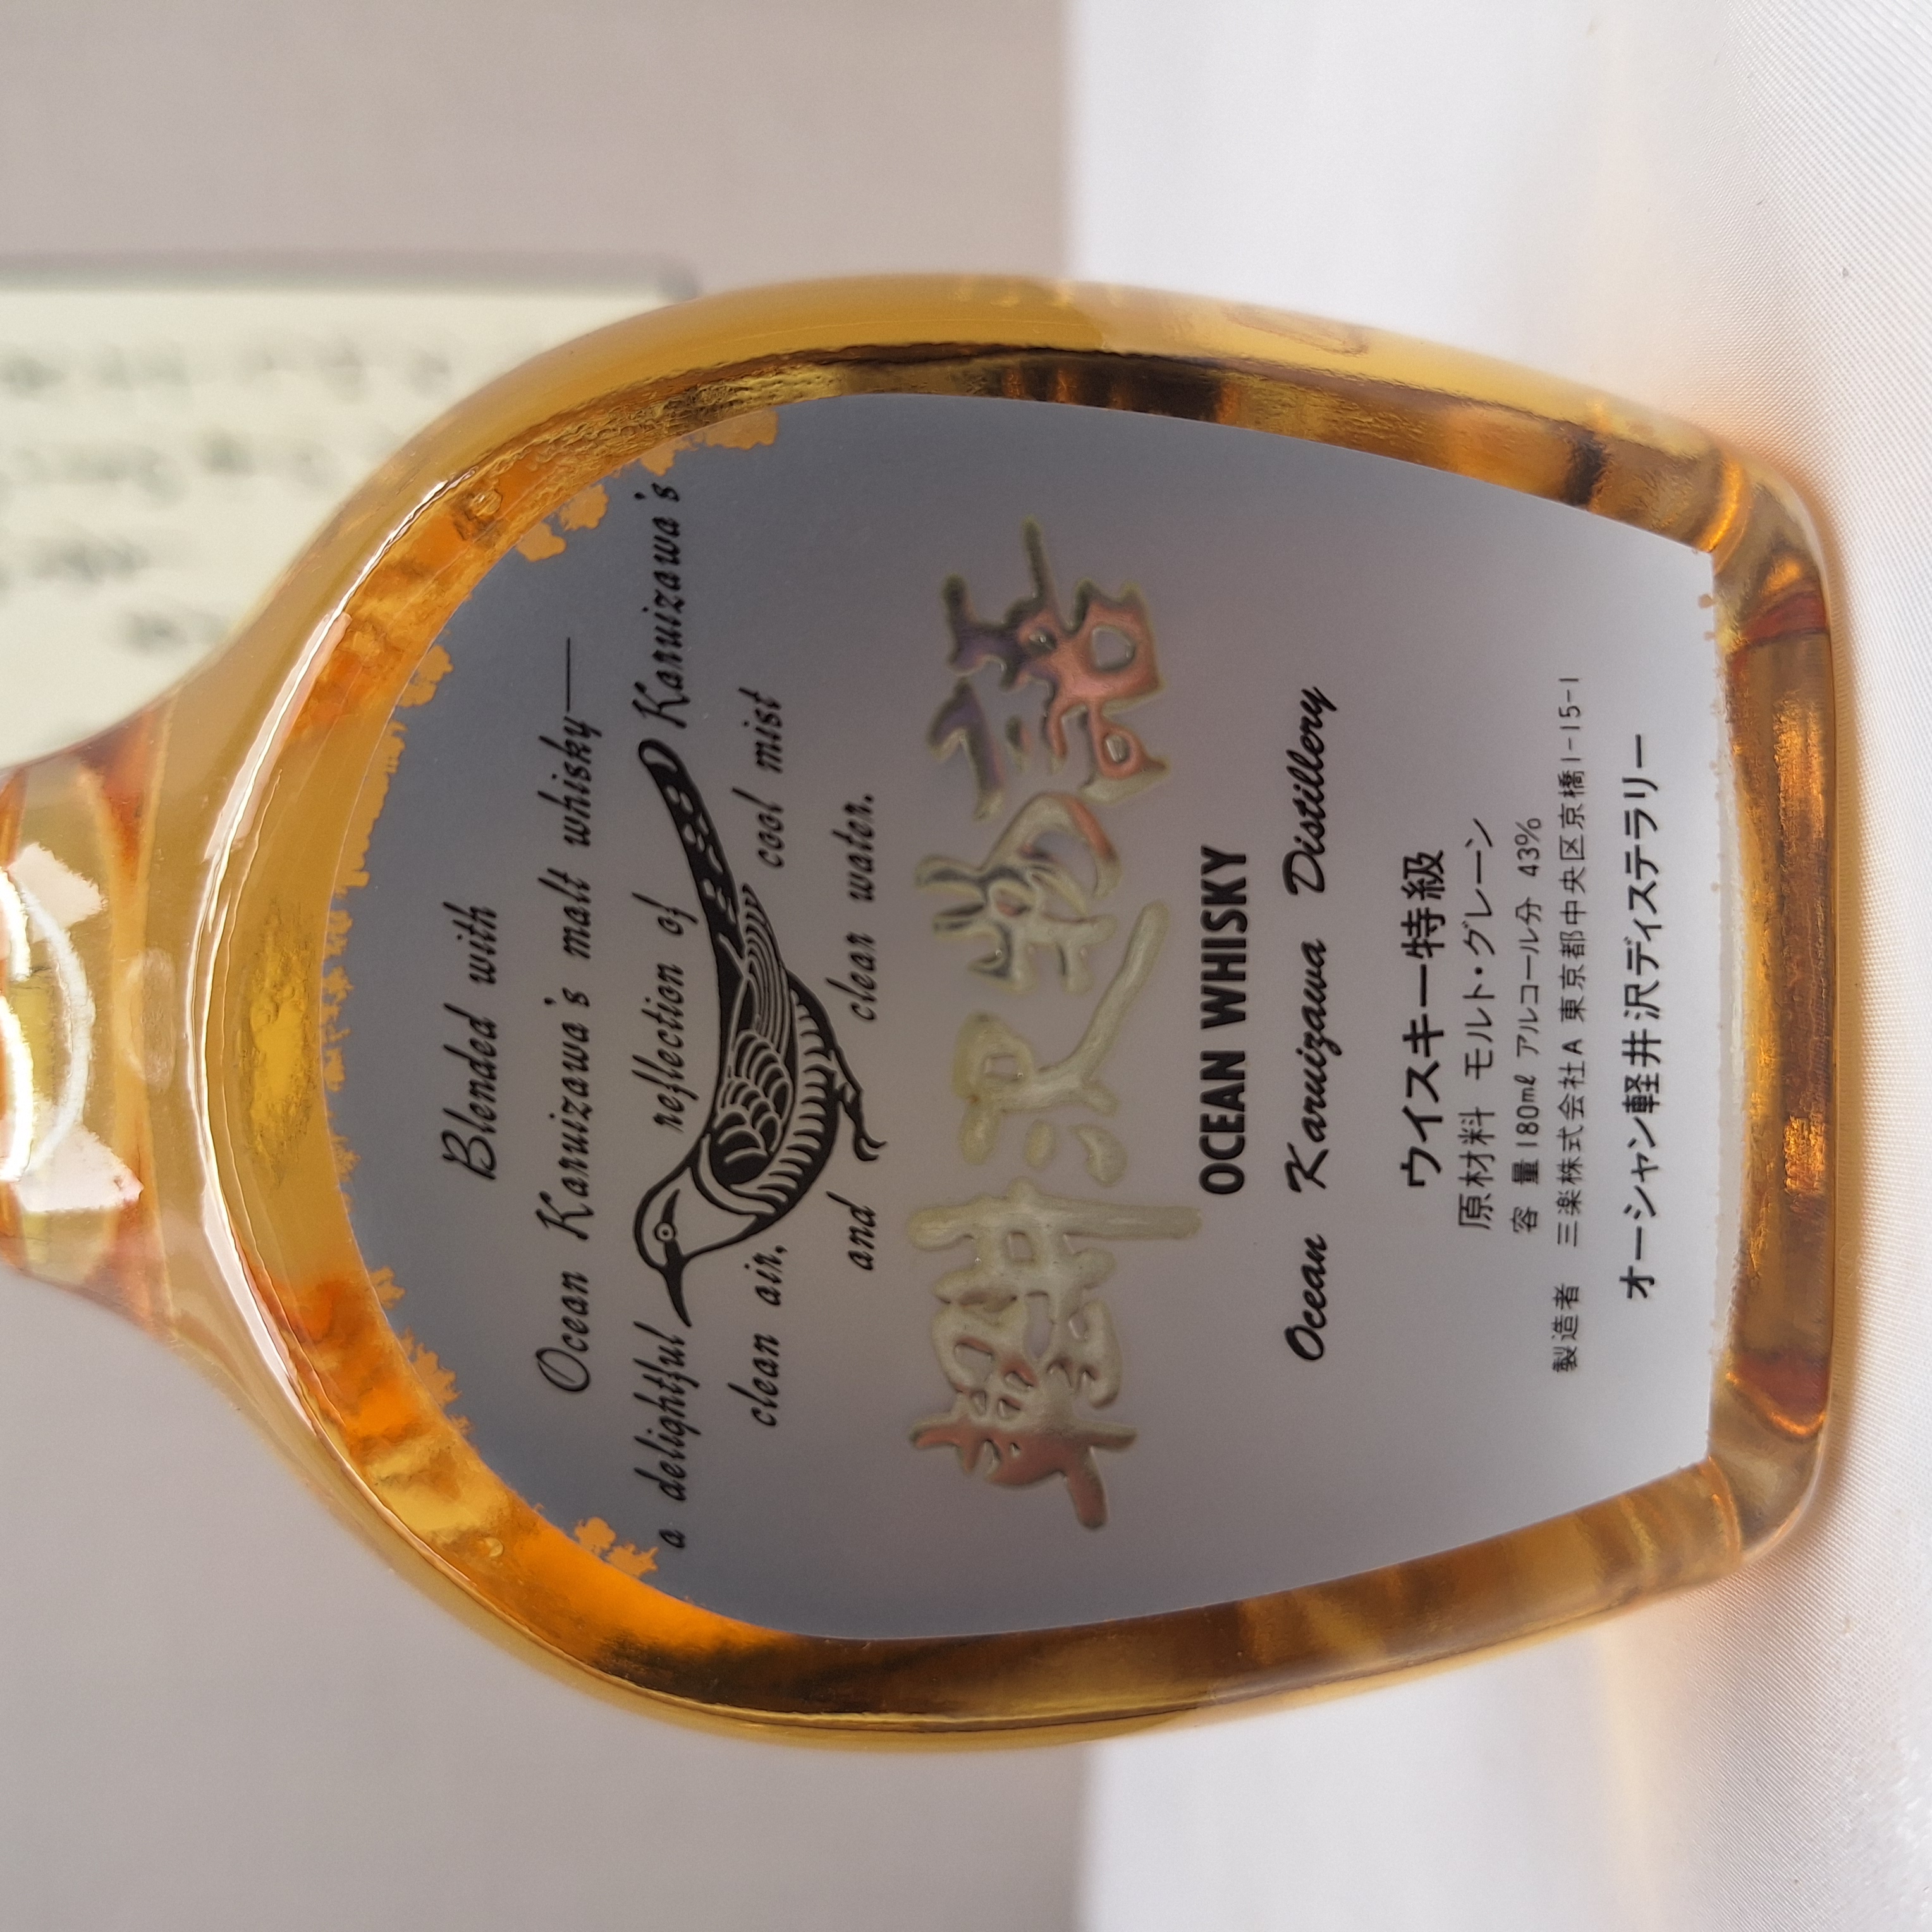 Blended with
Ocean Karuizawa's malt whisky—
a delightful reflection of Karuizawa's
clean air, cool mist
and clear water.
軽井沢物語
OCEAN WHISKY
Ocean Karuizawa Distillery
ウイスキー特級
原材料 モルト・グレーン
容量 180ml アルコール分 43%
製造者 三楽株式会社A 東京都中央区京橋1-15-1
オーシャン軽井沢ディステラリー